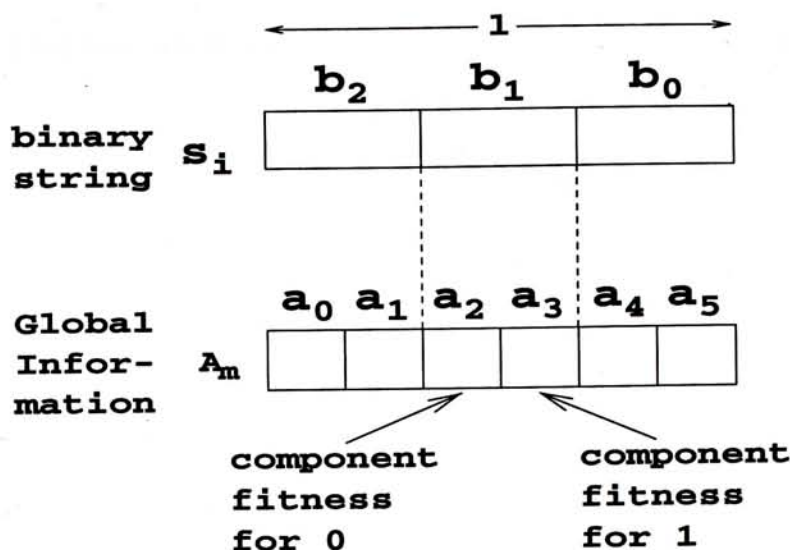 1
b2 b1 b0
binary
string
si
a0 a1 a2 a3 a4 a5
Global
Infor-
mation
Am
component
fitness
for 0
component
fitness
for 1